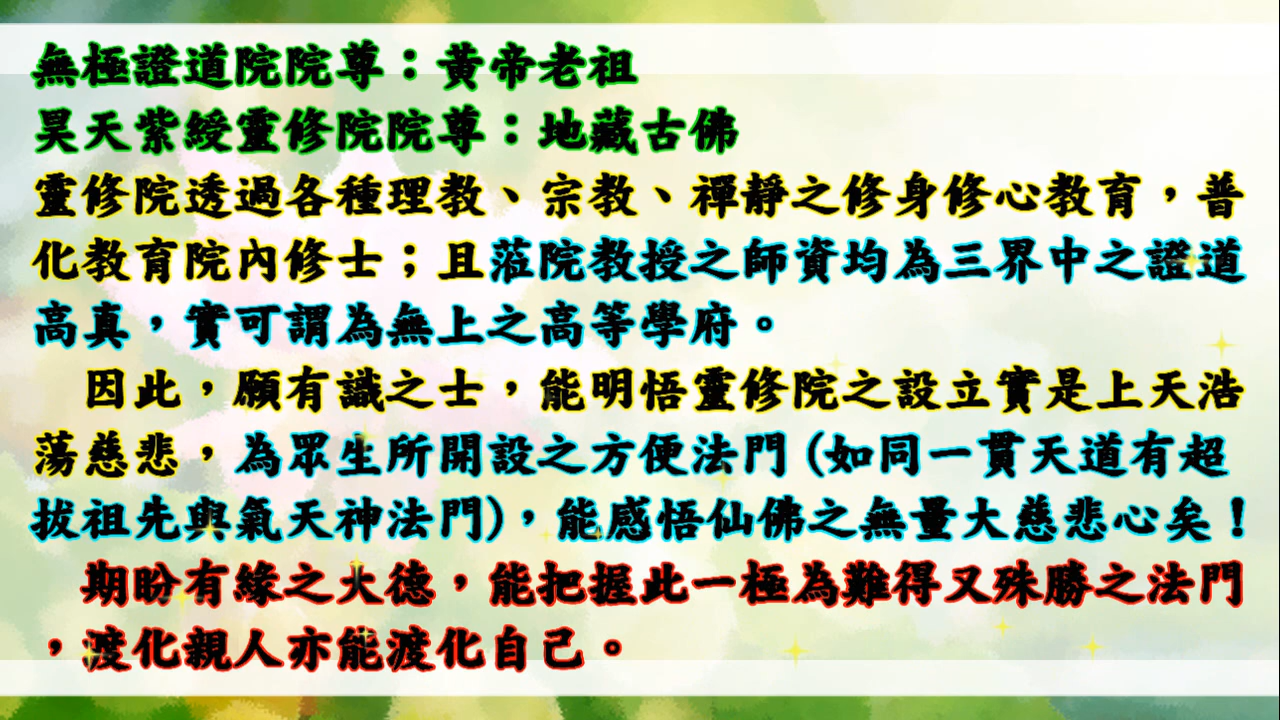 無極證道院院尊：黃帝老祖
昊天紫綬靈修院院尊：地藏古佛
靈修院透過各種理教、宗教、禪靜之修身修心教育，普
化教育院內修士；且蒞院教授之師資均為三界中之證道
高真，實可謂為無上之高等學府。
　因此，願有識之士，能明悟靈修院之設立實是上天浩
蕩慈悲，為眾生所開設之方便法門(如同一貫天道有超
拔祖先與氣天神法門)，能感悟仙佛之無量大慈悲心矣！
　期盼有緣之大德，能把握此一極為難得又殊勝之法門
，渡化親人亦能渡化自己。